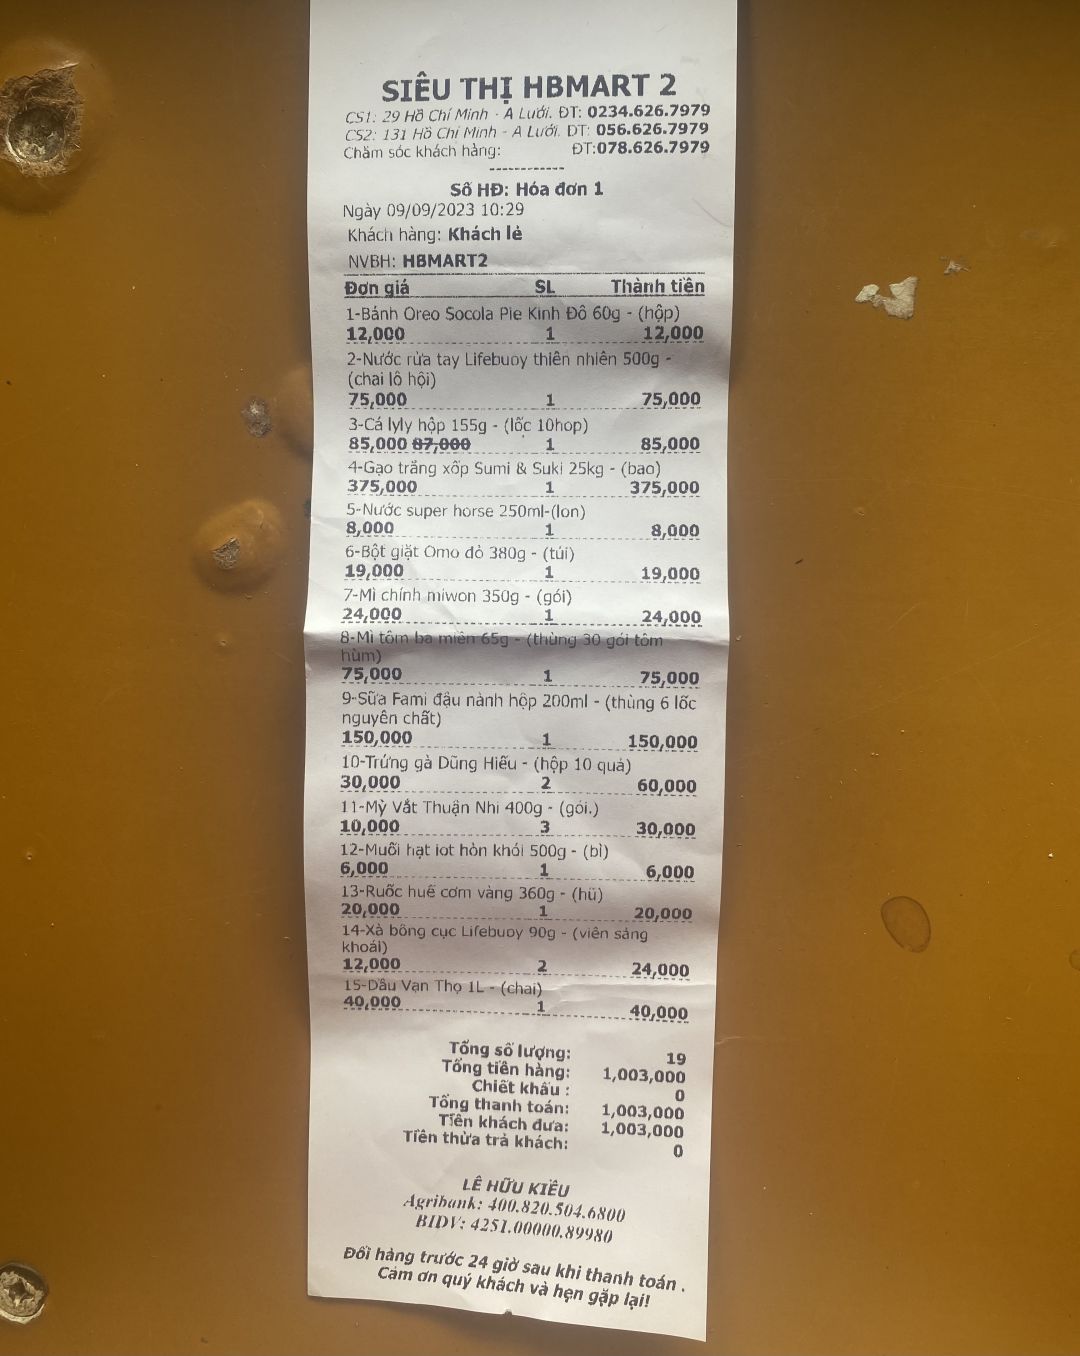 SIÊU THỊ HBMART 2
CS1: 29 Hồ Chí Minh - A Lưới. ĐT: 0234.626.7979
CS2: 131 Hồ Chí Minh - A Lưới. ĐT: 056.626.7979
Chăm sóc khách hàng: ĐT:078.626.7979
Số HĐ: Hóa đơn 1
Ngày 09/09/2023 10:29
Khách hàng: Khách lẻ
NVBH: HBMART2
Đơn giá SL Thành tiền
1-Bánh Oreo Socola Pie Kinh Đô 60g - (hộp)
12,000 1 12,000
2-Nước rửa tay Lifebuoy thiên nhiên 500g -
(chai lô hội)
75,000 1 75,000
3-Cá lyly hộp 155g - (lốc 10hop)
85,000 87,000 1 85,000
4-Gạo trắng xốp Sumi & Suki 25kg - (bao)
375,000 1 375,000
5-Nước super horse 250ml-(lon)
8,000 1 8,000
6-Bột giặt Omo đỏ 380g - (túi)
19,000 1 19,000
7-Mì chính miwon 350g - (gói)
24,000 1 24,000
8-Mì tôm ba miền 65g - (thùng 30 gói tôm
hùm)
75,000 1 75,000
9-Sữa Fami đậu nành hộp 200ml - (thùng 6 lốc
nguyên chất)
150,000 1 150,000
10-Trứng gà Dũng Hiếu - (hộp 10 quả)
30,000 2 60,000
11-Mỳ Vắt Thuận Nhi 400g - (gói.)
10,000 3 30,000
12-Muối hạt iot hòn khói 500g - (bì)
6,000 1 6,000
13-Ruốc huế cơm vàng 360g - (hũ)
20,000 1 20,000
14-Xà bông cục Lifebuoy 90g - (viên sảng
khoái)
12,000 2 24,000
15-Dầu Vạn Thọ 1L - (chai)
40,000 1 40,000
Tổng số lượng: 19
Tổng tiền hàng: 1,003,000
Chiết khấu : 0
Tổng thanh toán: 1,003,000
Tiền khách đưa: 1,003,000
Tiền thừa trả khách: 0
LÊ HỮU KIỀU
Agribank: 400.820.504.6800
BIDV: 4251.00000.89980
Đổi hàng trước 24 giờ sau khi thanh toán .
Cảm ơn quý khách và hẹn gặp lại!